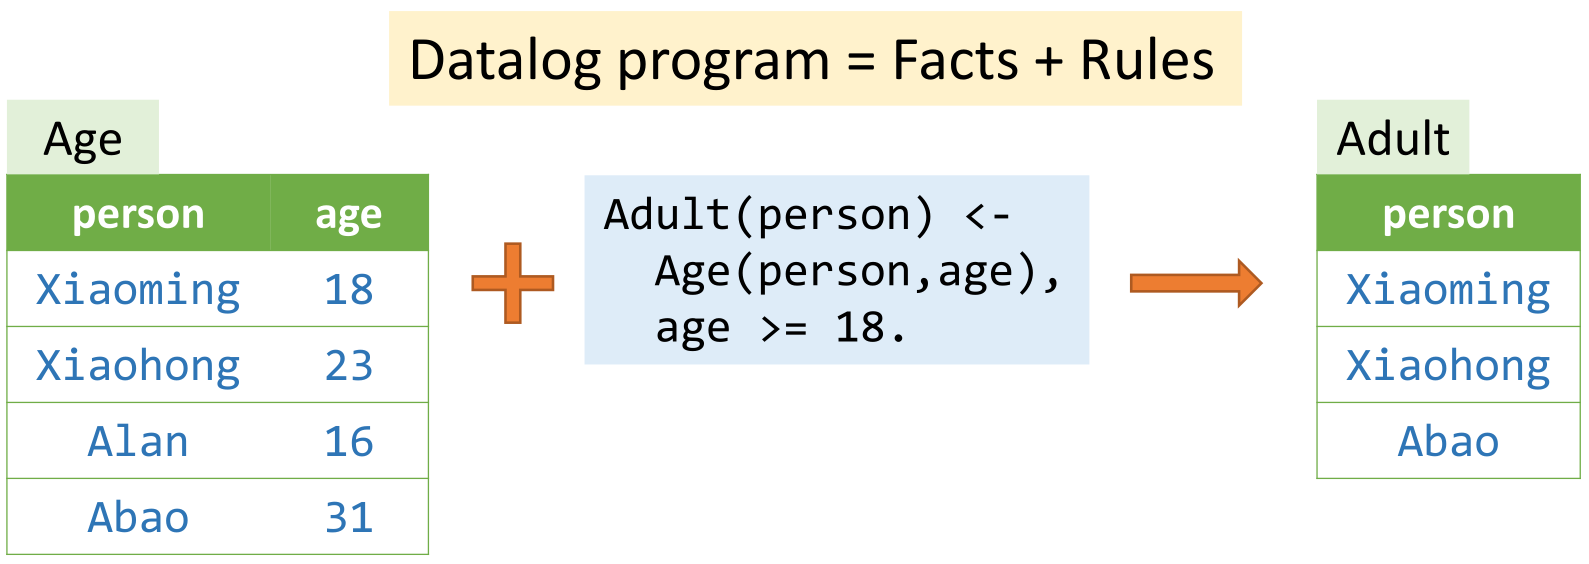 Datalog program = Facts + Rules
Age
person age
Xiaoming 18
Xiaohong 23
Alan 16
Abao 31
Adult(person) <-
Age(person,age),
age >= 18.
Adult
person
Xiaoming
Xiaohong
Abao